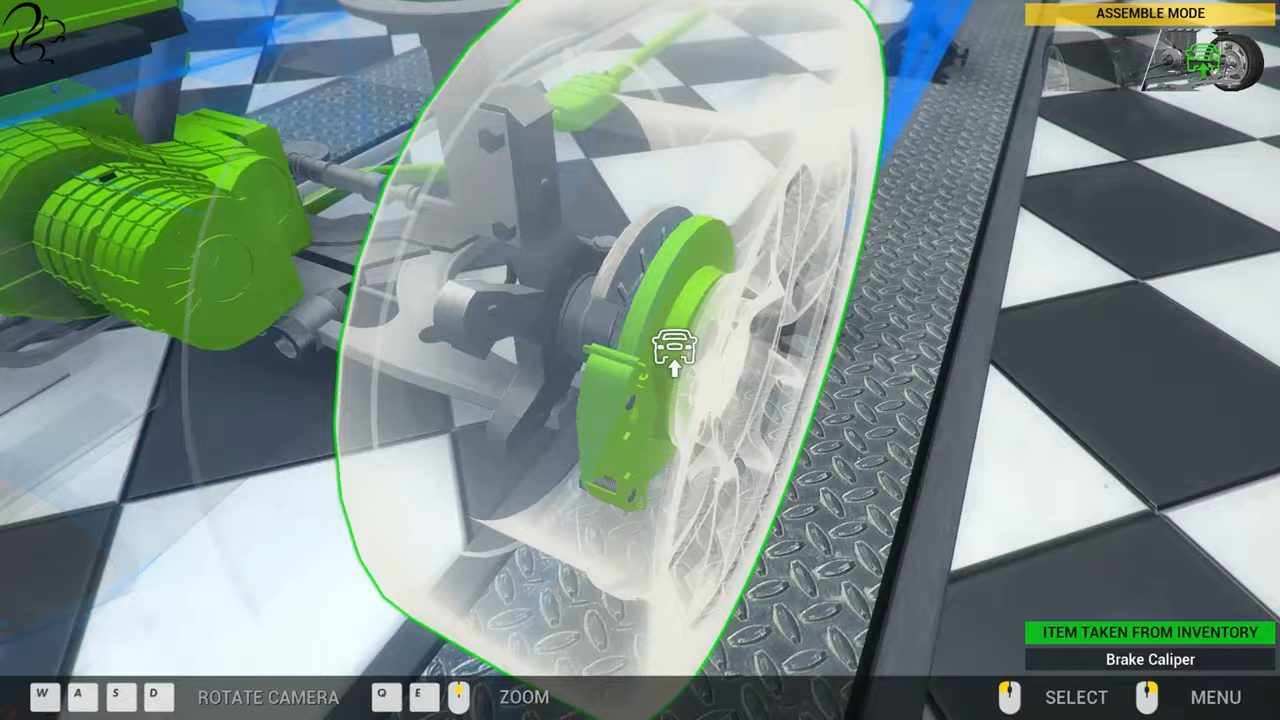 ASSEMBLE MODE
ITEM TAKEN FROM INVENTORY
Brake Caliper
W A S D ROTATE CAMERA Q E ZOOM SELECT MENU